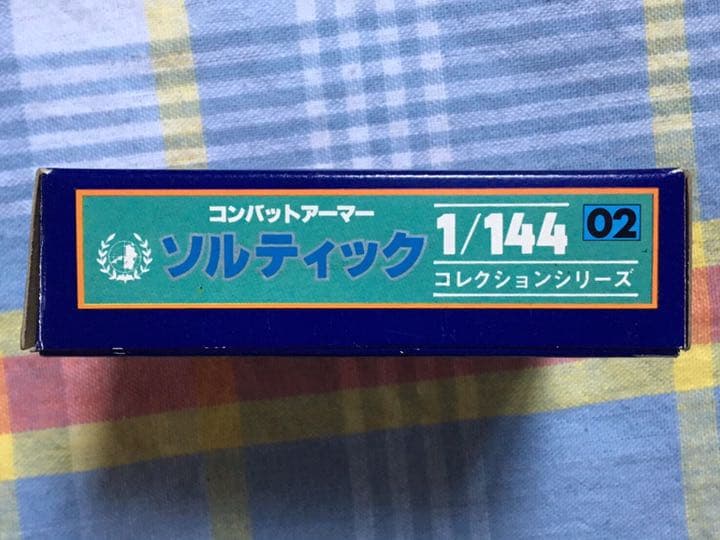 コンバットアーマー
ソルティック
1/144 02
コレクションシリーズ